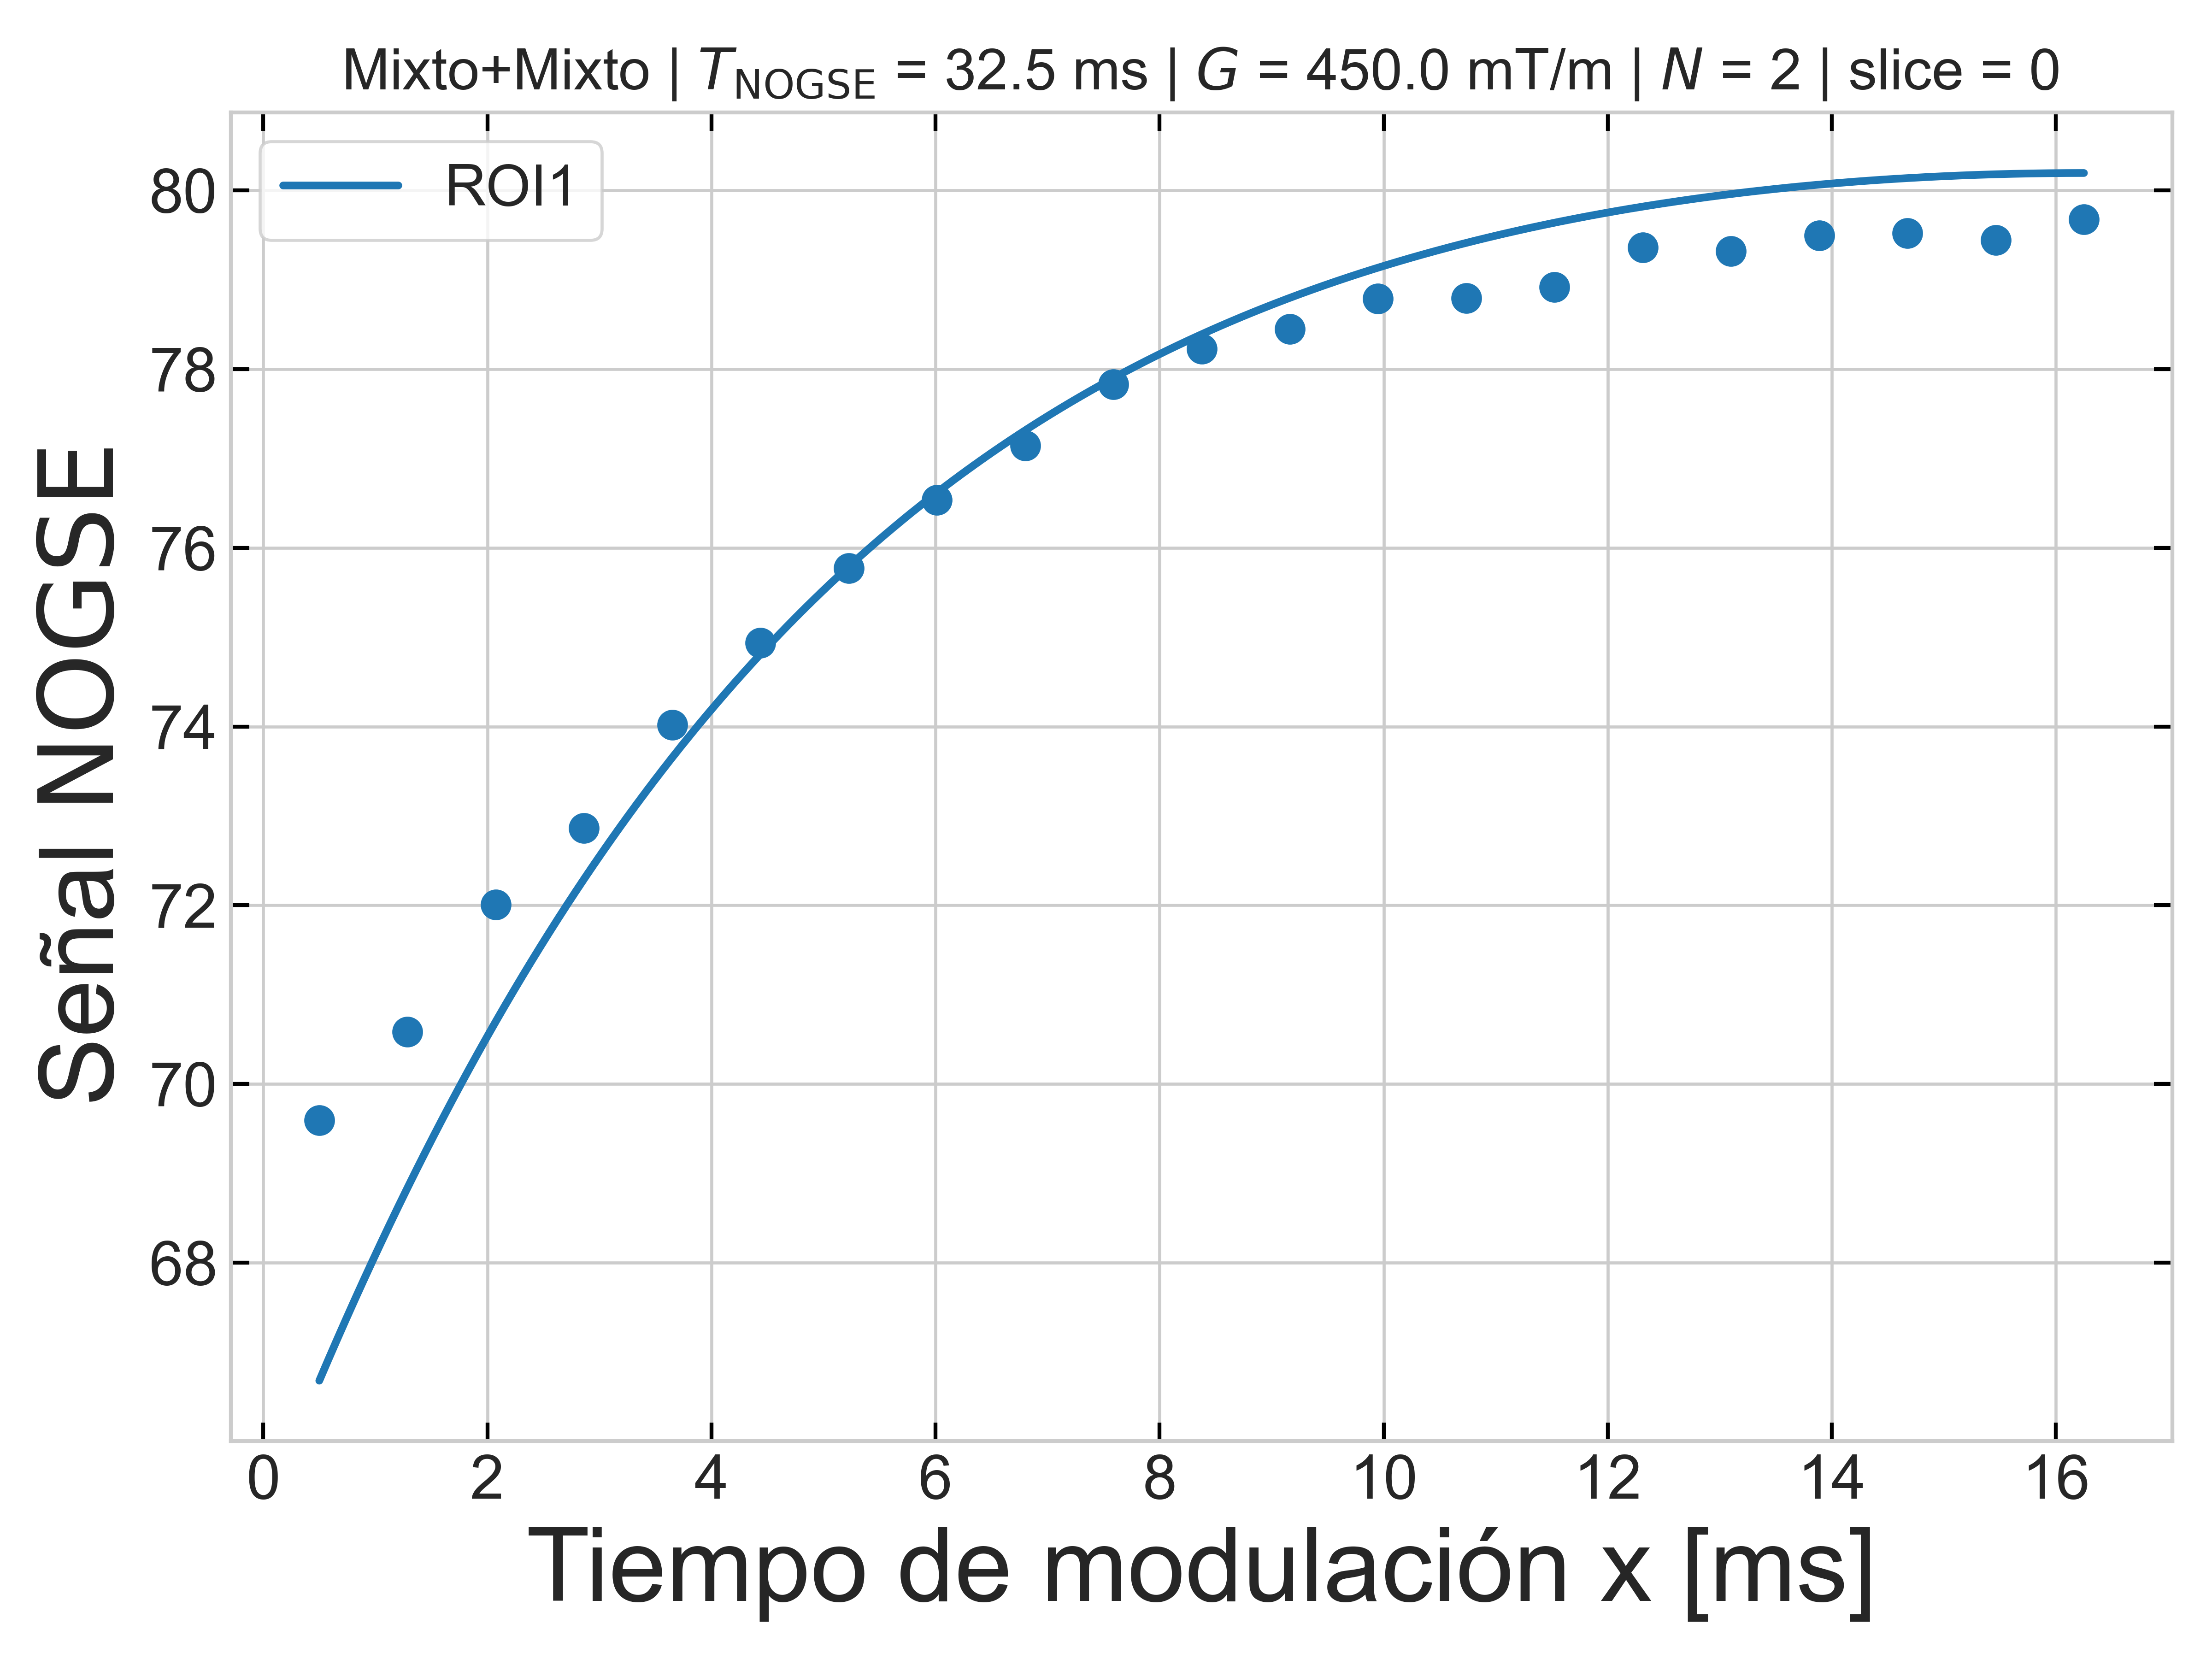 Mixto+Mixto | T_NOGSE = 32.5 ms | G = 450.0 mT/m | N = 2 | slice = 0
ROI1
80
78
76
74
72
70
68
Señal NOGSE
0 2 4 6 8 10 12 14 16
Tiempo de modulación x [ms]